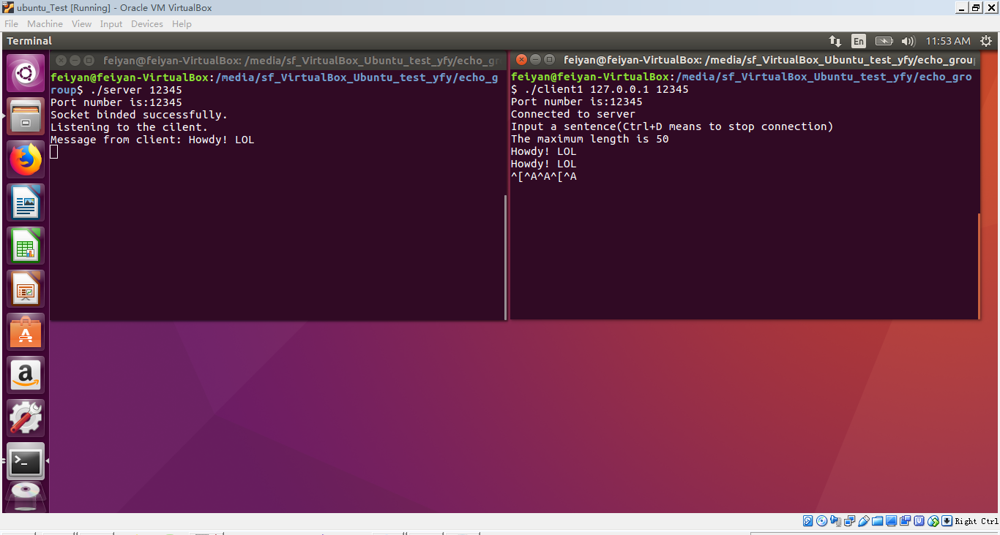 ubuntu_Test [Running] - Oracle VM VirtualBox
File Machine View Input Devices Help
Terminal En 11:53 AM
feiyan@feiyan-VirtualBox: /media/sf_VirtualBox_Ubuntu_test_yfy/echo_gr
feiyan@feiyan-VirtualBox:/media/sf_VirtualBox_Ubuntu_test_yfy/echo_g
roup$ ./server 12345
Port number is:12345
Socket binded successfully.
Listening to the cilent.
Message from client: Howdy! LOL
feiyan@feiyan-VirtualBox: /media/sf_VirtualBox_Ubuntu_test_yfy/echo_group
feiyan@feiyan-VirtualBox:/media/sf_VirtualBox_Ubuntu_test_yfy/echo_gro
$ ./client1 127.0.0.1 12345
Port number is:12345
Connected to server
Input a sentence(Ctrl+D means to stop connection)
The maximum length is 50
Howdy! LOL
Howdy! LOL
^[^A^A^[^A
a
>_
Right Ctrl